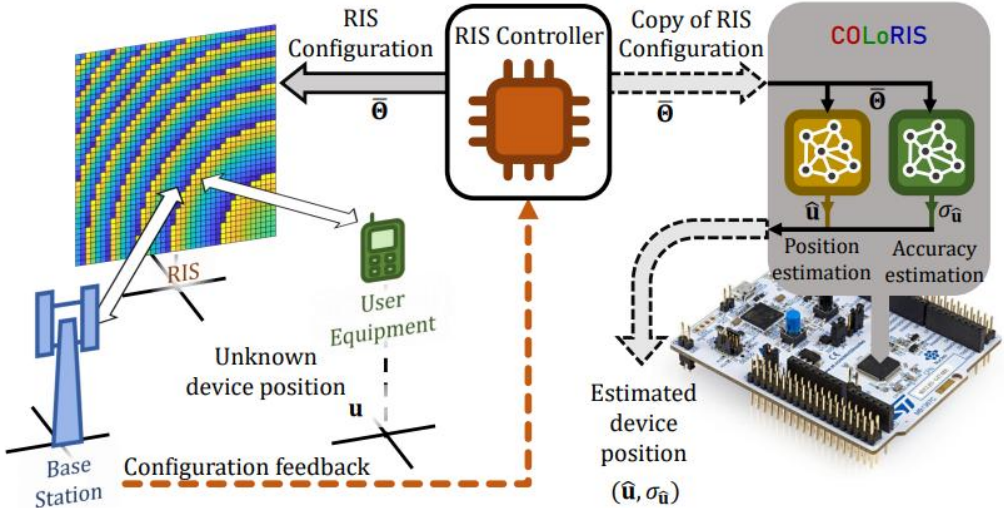 RIS
Configuration
Θ̅
RIS Controller
Copy of RIS
Configuration
Θ̅
COLoRIS
Θ̅
û
σû
Position
estimation
Accuracy
estimation
RIS
User
Equipment
Unknown
device position
u
Base
Station
Configuration feedback
Estimated
device
position
(û, σû)
ST